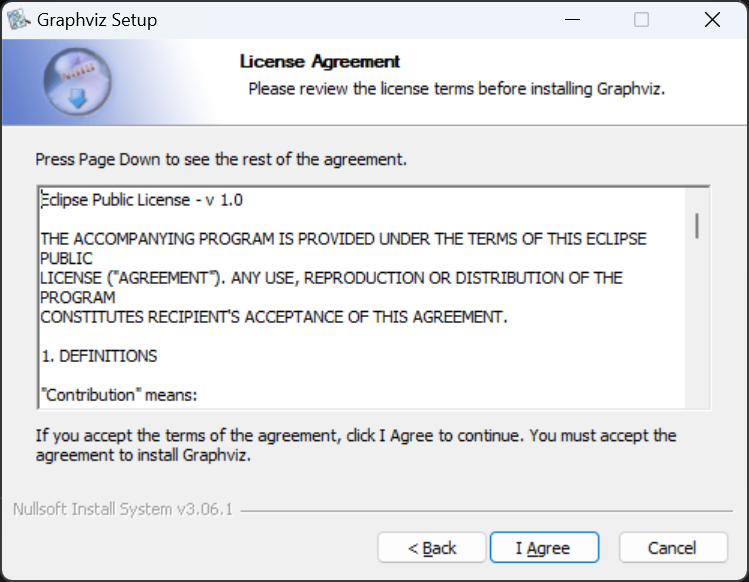 Graphviz Setup
License Agreement
Please review the license terms before installing Graphviz.
Press Page Down to see the rest of the agreement.
Eclipse Public License - v 1.0
THE ACCOMPANYING PROGRAM IS PROVIDED UNDER THE TERMS OF THIS ECLIPSE
PUBLIC
LICENSE ("AGREEMENT"). ANY USE, REPRODUCTION OR DISTRIBUTION OF THE
PROGRAM
CONSTITUTES RECIPIENT'S ACCEPTANCE OF THIS AGREEMENT.
1. DEFINITIONS
"Contribution" means:
If you accept the terms of the agreement, click I Agree to continue. You must accept the
agreement to install Graphviz.
Nullsoft Install System v3.06.1
< Back
I Agree
Cancel